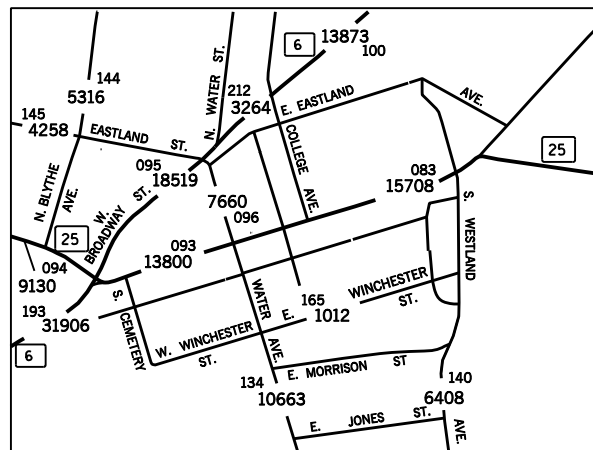 6
13873
100
144
5316
N. WATER ST.
212
3264
145
4258
EASTLAND ST.
E. EASTLAND AVE.
COLLEGE AVE.
095
18519
083
15708
25
N. BLYTHE AVE.
W. BROADWAY ST.
7660
096
25
094
9130
093
13800
S. WESTLAND AVE.
193
31906
S. CEMETERY
WATER AVE.
165
1012
E. WINCHESTER ST.
W. WINCHESTER ST.
6
E. MORRISON ST
134
10663
140
6408
E. JONES ST.